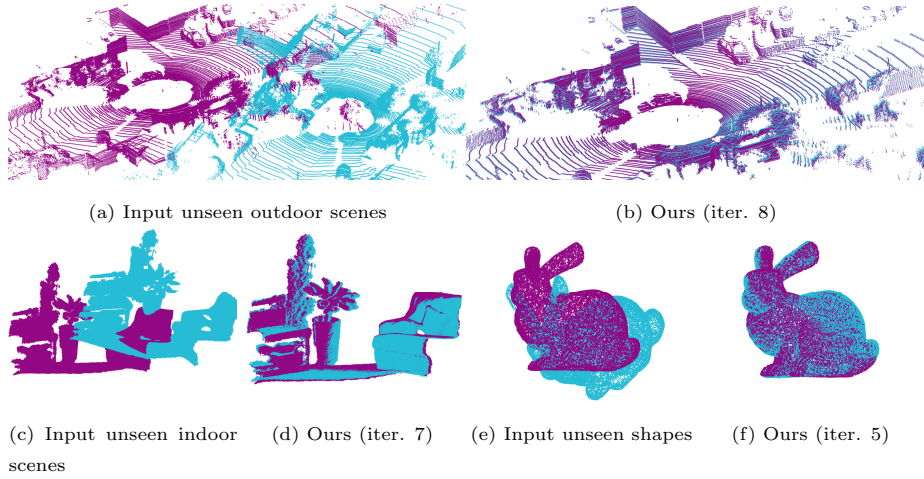 (a) Input unseen outdoor scenes
(b) Ours (iter. 8)
(c) Input unseen indoor
scenes
(d) Ours (iter. 7)
(e) Input unseen shapes
(f) Ours (iter. 5)